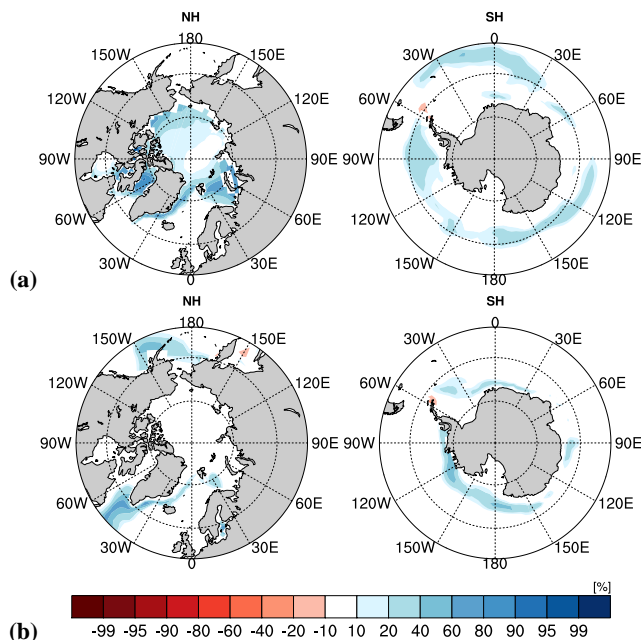 NH SH
180 0
150W 150E 30W 30E
120W 120E 60W 60E
90W 90E 90W 90E
60W 60E 120W 120E
30W 30E 150W 150E
0 180
(a)
NH SH
180 0
150W 150E 30W 30E
120W 120E 60W 60E
90W 90E 90W 90E
60W 60E 120W 120E
30W 30E 150W 150E
0 180
[%]
-99 -95 -90 -80 -60 -40 -20 -10 10 20 40 60 80 90 95 99
(b)